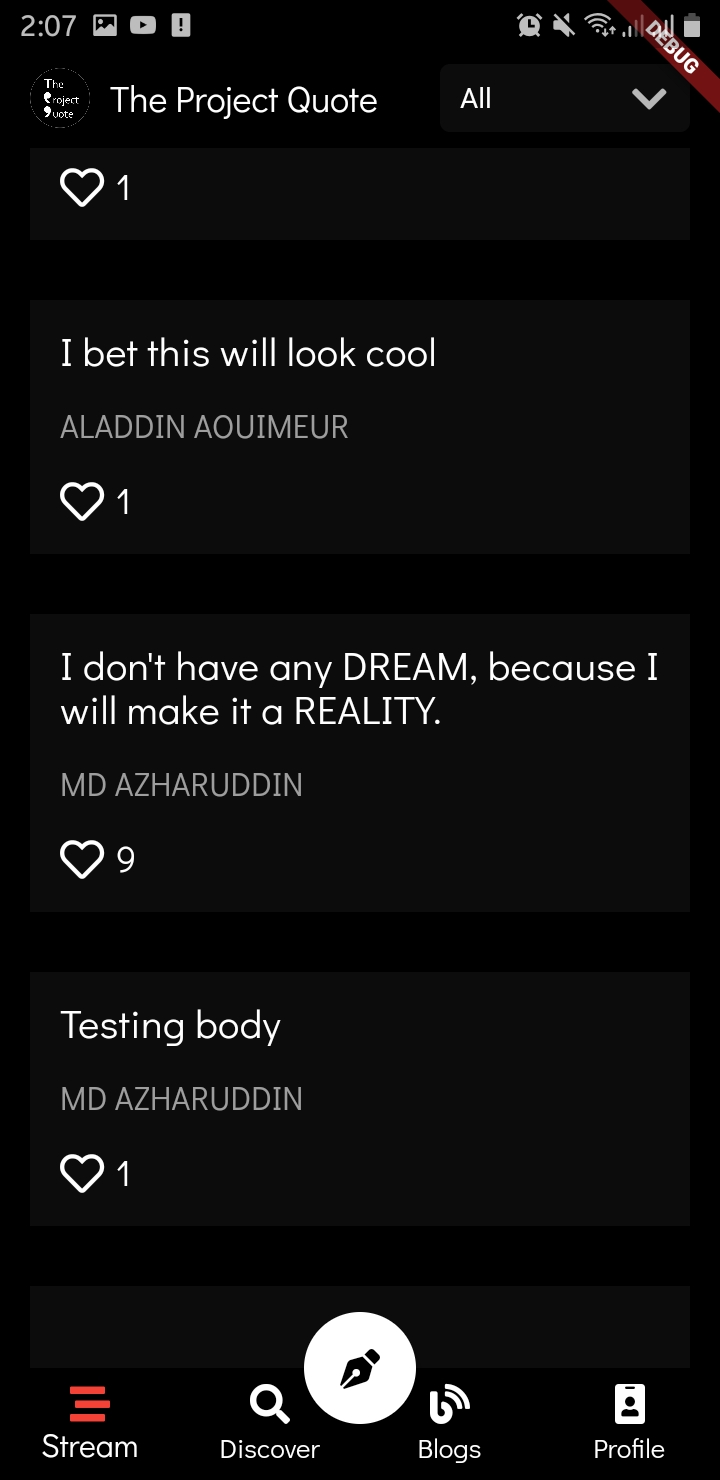 2:07
DEBUG
The
Project
Quote
The Project Quote
All
1
I bet this will look cool
ALADDIN AOUIMEUR
1
I don't have any DREAM, because I
will make it a REALITY.
MD AZHARUDDIN
9
Testing body
MD AZHARUDDIN
1
Stream
Discover
Blogs
Profile